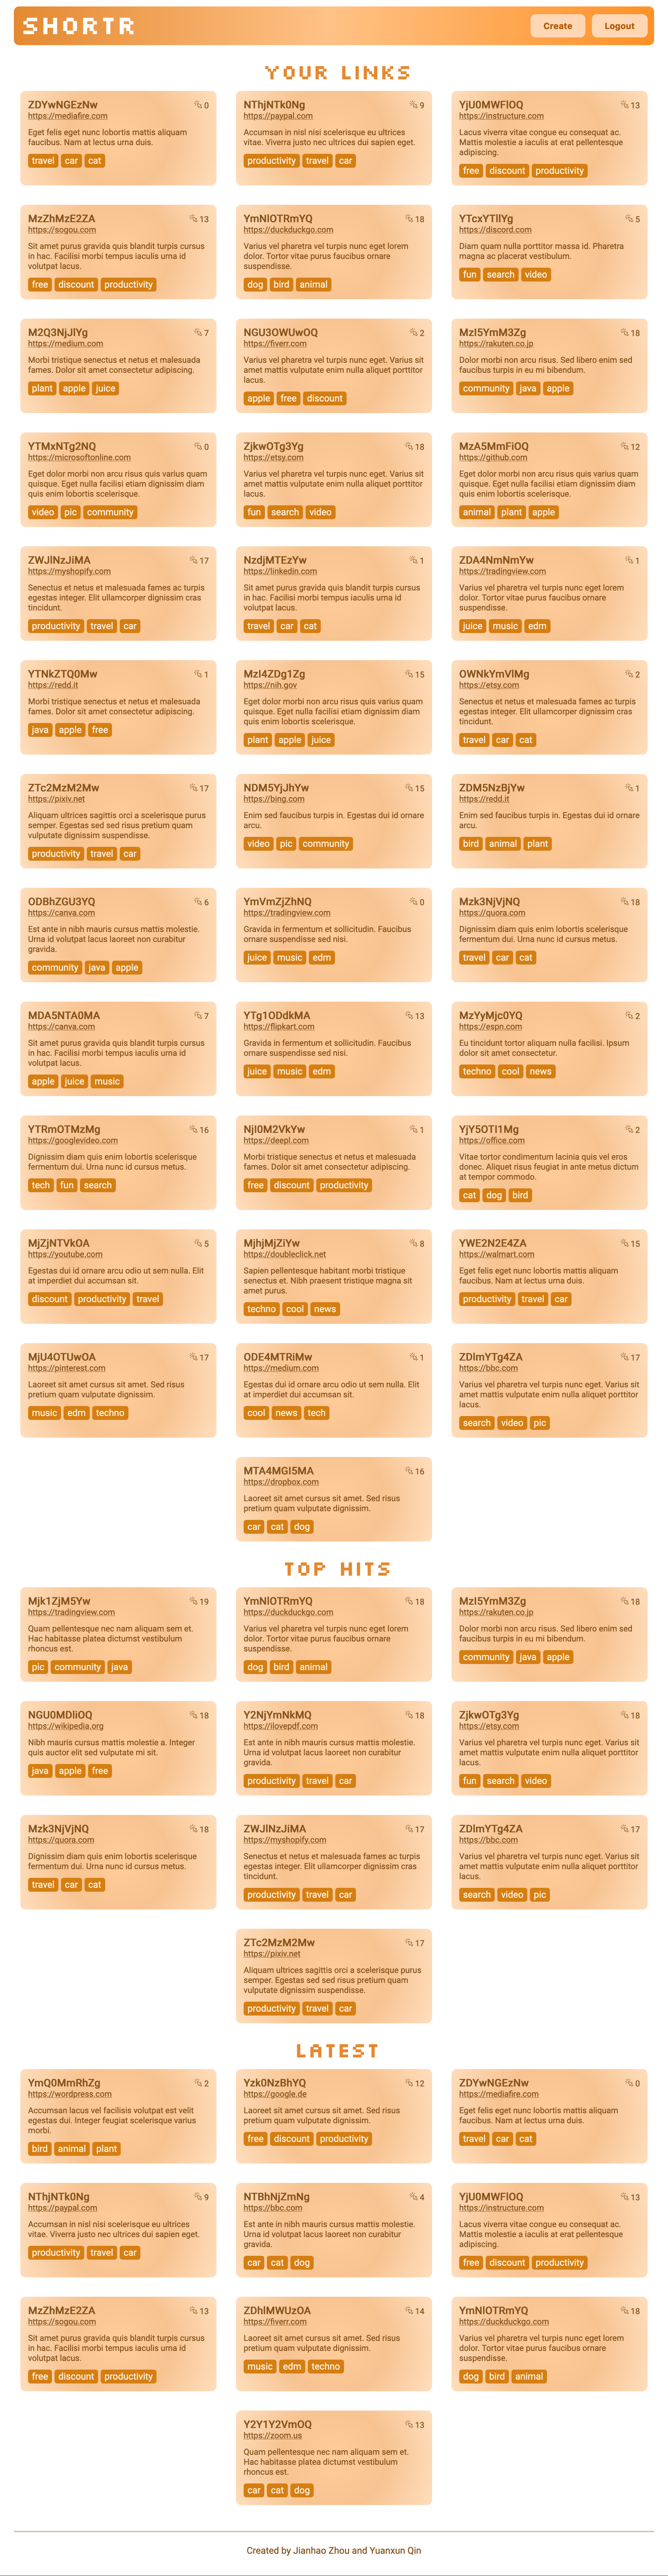 SHORTR
Create
Logout
YOUR LINKS
ZDYwNGEzNw
0
https://mediafire.com
Eget felis eget nunc lobortis mattis aliquam
faucibus. Nam at lectus urna duis.
travel car cat
NThjNTk0Ng
9
https://paypal.com
Accumsan in nisl nisi scelerisque eu ultrices
vitae. Viverra justo nec ultrices dui sapien eget.
productivity travel car
YjU0MWFlOQ
13
https://instructure.com
Lacus viverra vitae congue eu consequat ac.
Mattis molestie a iaculis at erat pellentesque
adipiscing.
free discount productivity
MzZhMzE2ZA
13
https://sogou.com
Sit amet purus gravida quis blandit turpis cursus
in hac. Facilisi morbi tempus iaculis urna id
volutpat lacus.
free discount productivity
YmNlOTRmYQ
18
https://duckduckgo.com
Varius vel pharetra vel turpis nunc eget lorem
dolor. Tortor vitae purus faucibus ornare
suspendisse.
dog bird animal
YTcxYTllYg
5
https://discord.com
Diam quam nulla porttitor massa id. Pharetra
magna ac placerat vestibulum.
fun search video
M2Q3NjJlYg
7
https://medium.com
Morbi tristique senectus et netus et malesuada
fames. Dolor sit amet consectetur adipiscing.
plant apple juice
NGU3OWUwOQ
2
https://fiverr.com
Varius vel pharetra vel turpis nunc eget. Varius sit
amet mattis vulputate enim nulla aliquet porttitor
lacus.
apple free discount
MzI5YmM3Zg
18
https://rakuten.co.jp
Dolor morbi non arcu risus. Sed libero enim sed
faucibus turpis in eu mi bibendum.
community java apple
YTMxNTg2NQ
0
https://microsoftonline.com
Eget dolor morbi non arcu risus quis varius quam
quisque. Eget nulla facilisi etiam dignissim diam
quis enim lobortis scelerisque.
video pic community
ZjkwOTg3Yg
18
https://etsy.com
Varius vel pharetra vel turpis nunc eget. Varius sit
amet mattis vulputate enim nulla aliquet porttitor
lacus.
fun search video
MzA5MmFiOQ
12
https://github.com
Eget dolor morbi non arcu risus quis varius quam
quisque. Eget nulla facilisi etiam dignissim diam
quis enim lobortis scelerisque.
animal plant apple
ZWJlNzJiMA
17
https://myshopify.com
Senectus et netus et malesuada fames ac turpis
egestas integer. Elit ullamcorper dignissim cras
tincidunt.
productivity travel car
NzdjMTEzYw
1
https://linkedin.com
Sit amet purus gravida quis blandit turpis cursus
in hac. Facilisi morbi tempus iaculis urna id
volutpat lacus.
travel car cat
ZDA4NmNmYw
1
https://tradingview.com
Varius vel pharetra vel turpis nunc eget lorem
dolor. Tortor vitae purus faucibus ornare
suspendisse.
juice music edm
YTNkZTQ0Mw
1
https://redd.it
Morbi tristique senectus et netus et malesuada
fames. Dolor sit amet consectetur adipiscing.
java apple free
MzI4ZDg1Zg
15
https://nih.gov
Eget dolor morbi non arcu risus quis varius quam
quisque. Eget nulla facilisi etiam dignissim diam
quis enim lobortis scelerisque.
plant apple juice
OWNkYmVlMg
2
https://etsy.com
Senectus et netus et malesuada fames ac turpis
egestas integer. Elit ullamcorper dignissim cras
tincidunt.
travel car cat
ZTc2MzM2Mw
17
https://pixiv.net
Aliquam ultrices sagittis orci a scelerisque purus
semper. Egestas sed sed risus pretium quam
vulputate dignissim suspendisse.
productivity travel car
NDM5YjJhYw
15
https://bing.com
Enim sed faucibus turpis in. Egestas dui id ornare
arcu.
video pic community
ZDM5NzBjYw
1
https://redd.it
Enim sed faucibus turpis in. Egestas dui id ornare
arcu.
bird animal plant
ODBhZGU3YQ
6
https://canva.com
Est ante in nibh mauris cursus mattis molestie.
Urna id volutpat lacus laoreet non curabitur
gravida.
community java apple
YmVmZjZhNQ
0
https://tradingview.com
Gravida in fermentum et sollicitudin. Faucibus
ornare suspendisse sed nisi.
juice music edm
Mzk3NjVjNQ
18
https://quora.com
Dignissim diam quis enim lobortis scelerisque
fermentum dui. Urna nunc id cursus metus.
travel car cat
MDA5NTA0MA
7
https://canva.com
Sit amet purus gravida quis blandit turpis cursus
in hac. Facilisi morbi tempus iaculis urna id
volutpat lacus.
apple juice music
YTg1ODdkMA
13
https://flipkart.com
Gravida in fermentum et sollicitudin. Faucibus
ornare suspendisse sed nisi.
juice music edm
MzYyMjc0YQ
2
https://espn.com
Eu tincidunt tortor aliquam nulla facilisi. Ipsum
dolor sit amet consectetur.
techno cool news
YTRmOTMzMg
16
https://googlevideo.com
Dignissim diam quis enim lobortis scelerisque
fermentum dui. Urna nunc id cursus metus.
tech fun search
NjI0M2VkYw
1
https://deepl.com
Morbi tristique senectus et netus et malesuada
fames. Dolor sit amet consectetur adipiscing.
free discount productivity
YjY5OTI1Mg
2
https://office.com
Vitae tortor condimentum lacinia quis vel eros
donec. Aliquet risus feugiat in ante metus dictum
at tempor commodo.
cat dog bird
MjZjNTVkOA
5
https://youtube.com
Egestas dui id ornare arcu odio ut sem nulla. Elit
at imperdiet dui accumsan sit.
discount productivity travel
MjhjMjZiYw
8
https://doubleclick.net
Sapien pellentesque habitant morbi tristique
senectus et. Nibh praesent tristique magna sit
amet purus.
techno cool news
YWE2N2E4ZA
15
https://walmart.com
Eget felis eget nunc lobortis mattis aliquam
faucibus. Nam at lectus urna duis.
productivity travel car
MjU4OTUwOA
17
https://pinterest.com
Laoreet sit amet cursus sit amet. Sed risus
pretium quam vulputate dignissim.
music edm techno
ODE4MTRiMw
1
https://medium.com
Egestas dui id ornare arcu odio ut sem nulla. Elit
at imperdiet dui accumsan sit.
cool news tech
ZDlmYTg4ZA
17
https://bbc.com
Varius vel pharetra vel turpis nunc eget. Varius sit
amet mattis vulputate enim nulla aliquet porttitor
lacus.
search video pic
MTA4MGI5MA
16
https://dropbox.com
Laoreet sit amet cursus sit amet. Sed risus
pretium quam vulputate dignissim.
car cat dog
TOP HITS
Mjk1ZjM5Yw
19
https://tradingview.com
Quam pellentesque nec nam aliquam sem et.
Hac habitasse platea dictumst vestibulum
rhoncus est.
pic community java
YmNlOTRmYQ
18
https://duckduckgo.com
Varius vel pharetra vel turpis nunc eget lorem
dolor. Tortor vitae purus faucibus ornare
suspendisse.
dog bird animal
MzI5YmM3Zg
18
https://rakuten.co.jp
Dolor morbi non arcu risus. Sed libero enim sed
faucibus turpis in eu mi bibendum.
community java apple
NGU0MDliOQ
18
https://wikipedia.org
Nibh mauris cursus mattis molestie a. Integer
quis auctor elit sed vulputate mi sit.
java apple free
Y2NjYmNkMQ
18
https://ilovepdf.com
Est ante in nibh mauris cursus mattis molestie.
Urna id volutpat lacus laoreet non curabitur
gravida.
productivity travel car
ZjkwOTg3Yg
18
https://etsy.com
Varius vel pharetra vel turpis nunc eget. Varius sit
amet mattis vulputate enim nulla aliquet porttitor
lacus.
fun search video
Mzk3NjVjNQ
18
https://quora.com
Dignissim diam quis enim lobortis scelerisque
fermentum dui. Urna nunc id cursus metus.
travel car cat
ZWJlNzJiMA
17
https://myshopify.com
Senectus et netus et malesuada fames ac turpis
egestas integer. Elit ullamcorper dignissim cras
tincidunt.
productivity travel car
ZDlmYTg4ZA
17
https://bbc.com
Varius vel pharetra vel turpis nunc eget. Varius sit
amet mattis vulputate enim nulla aliquet porttitor
lacus.
search video pic
ZTc2MzM2Mw
17
https://pixiv.net
Aliquam ultrices sagittis orci a scelerisque purus
semper. Egestas sed sed risus pretium quam
vulputate dignissim suspendisse.
productivity travel car
LATEST
YmQ0MmRhZg
2
https://wordpress.com
Accumsan lacus vel facilisis volutpat est velit
egestas dui. Integer feugiat scelerisque varius
morbi.
bird animal plant
Yzk0NzBhYQ
12
https://google.de
Laoreet sit amet cursus sit amet. Sed risus
pretium quam vulputate dignissim.
free discount productivity
ZDYwNGEzNw
0
https://mediafire.com
Eget felis eget nunc lobortis mattis aliquam
faucibus. Nam at lectus urna duis.
travel car cat
NThjNTk0Ng
9
https://paypal.com
Accumsan in nisl nisi scelerisque eu ultrices
vitae. Viverra justo nec ultrices dui sapien eget.
productivity travel car
NTBhNjZmNg
4
https://bbc.com
Est ante in nibh mauris cursus mattis molestie.
Urna id volutpat lacus laoreet non curabitur
gravida.
car cat dog
YjU0MWFlOQ
13
https://instructure.com
Lacus viverra vitae congue eu consequat ac.
Mattis molestie a iaculis at erat pellentesque
adipiscing.
free discount productivity
MzZhMzE2ZA
13
https://sogou.com
Sit amet purus gravida quis blandit turpis cursus
in hac. Facilisi morbi tempus iaculis urna id
volutpat lacus.
free discount productivity
ZDhlMWUzOA
14
https://fiverr.com
Laoreet sit amet cursus sit amet. Sed risus
pretium quam vulputate dignissim.
music edm techno
YmNlOTRmYQ
18
https://duckduckgo.com
Varius vel pharetra vel turpis nunc eget lorem
dolor. Tortor vitae purus faucibus ornare
suspendisse.
dog bird animal
Y2Y1Y2VmOQ
13
https://zoom.us
Quam pellentesque nec nam aliquam sem et.
Hac habitasse platea dictumst vestibulum
rhoncus est.
car cat dog
Created by Jianhao Zhou and Yuanxun Qin